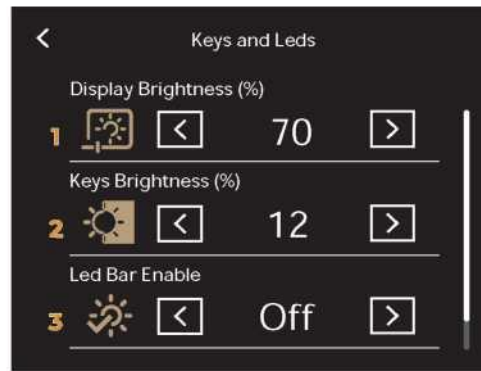 Keys and Leds
Display Brightness (%)
1 70
Keys Brightness (%)
2 12
Led Bar Enable
3 Off